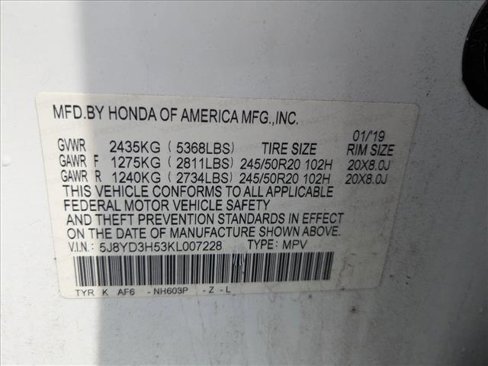 MFD.BY HONDA OF AMERICA MFG.,INC.
01/'19
GVWR 2435KG (5368LBS) TIRE SIZE RIM SIZE
GAWR F 1275KG (2811LBS) 245/50R20 102H 20X8.0J
GAWR R 1240KG (2734LBS) 245/50R20 102H 20X8.0J
THIS VEHICLE CONFORMS TO ALL APPLICABLE
FEDERAL MOTOR VEHICLE SAFETY
AND THEFT PREVENTION STANDARDS IN EFFECT
ON THE DATE OF MANUFACTURE SHOWN ABOVE.
V.I.N.: 5J8YD3H53KL007228 TYPE: MPV
TYR K AF6 -NH603P -Z -L